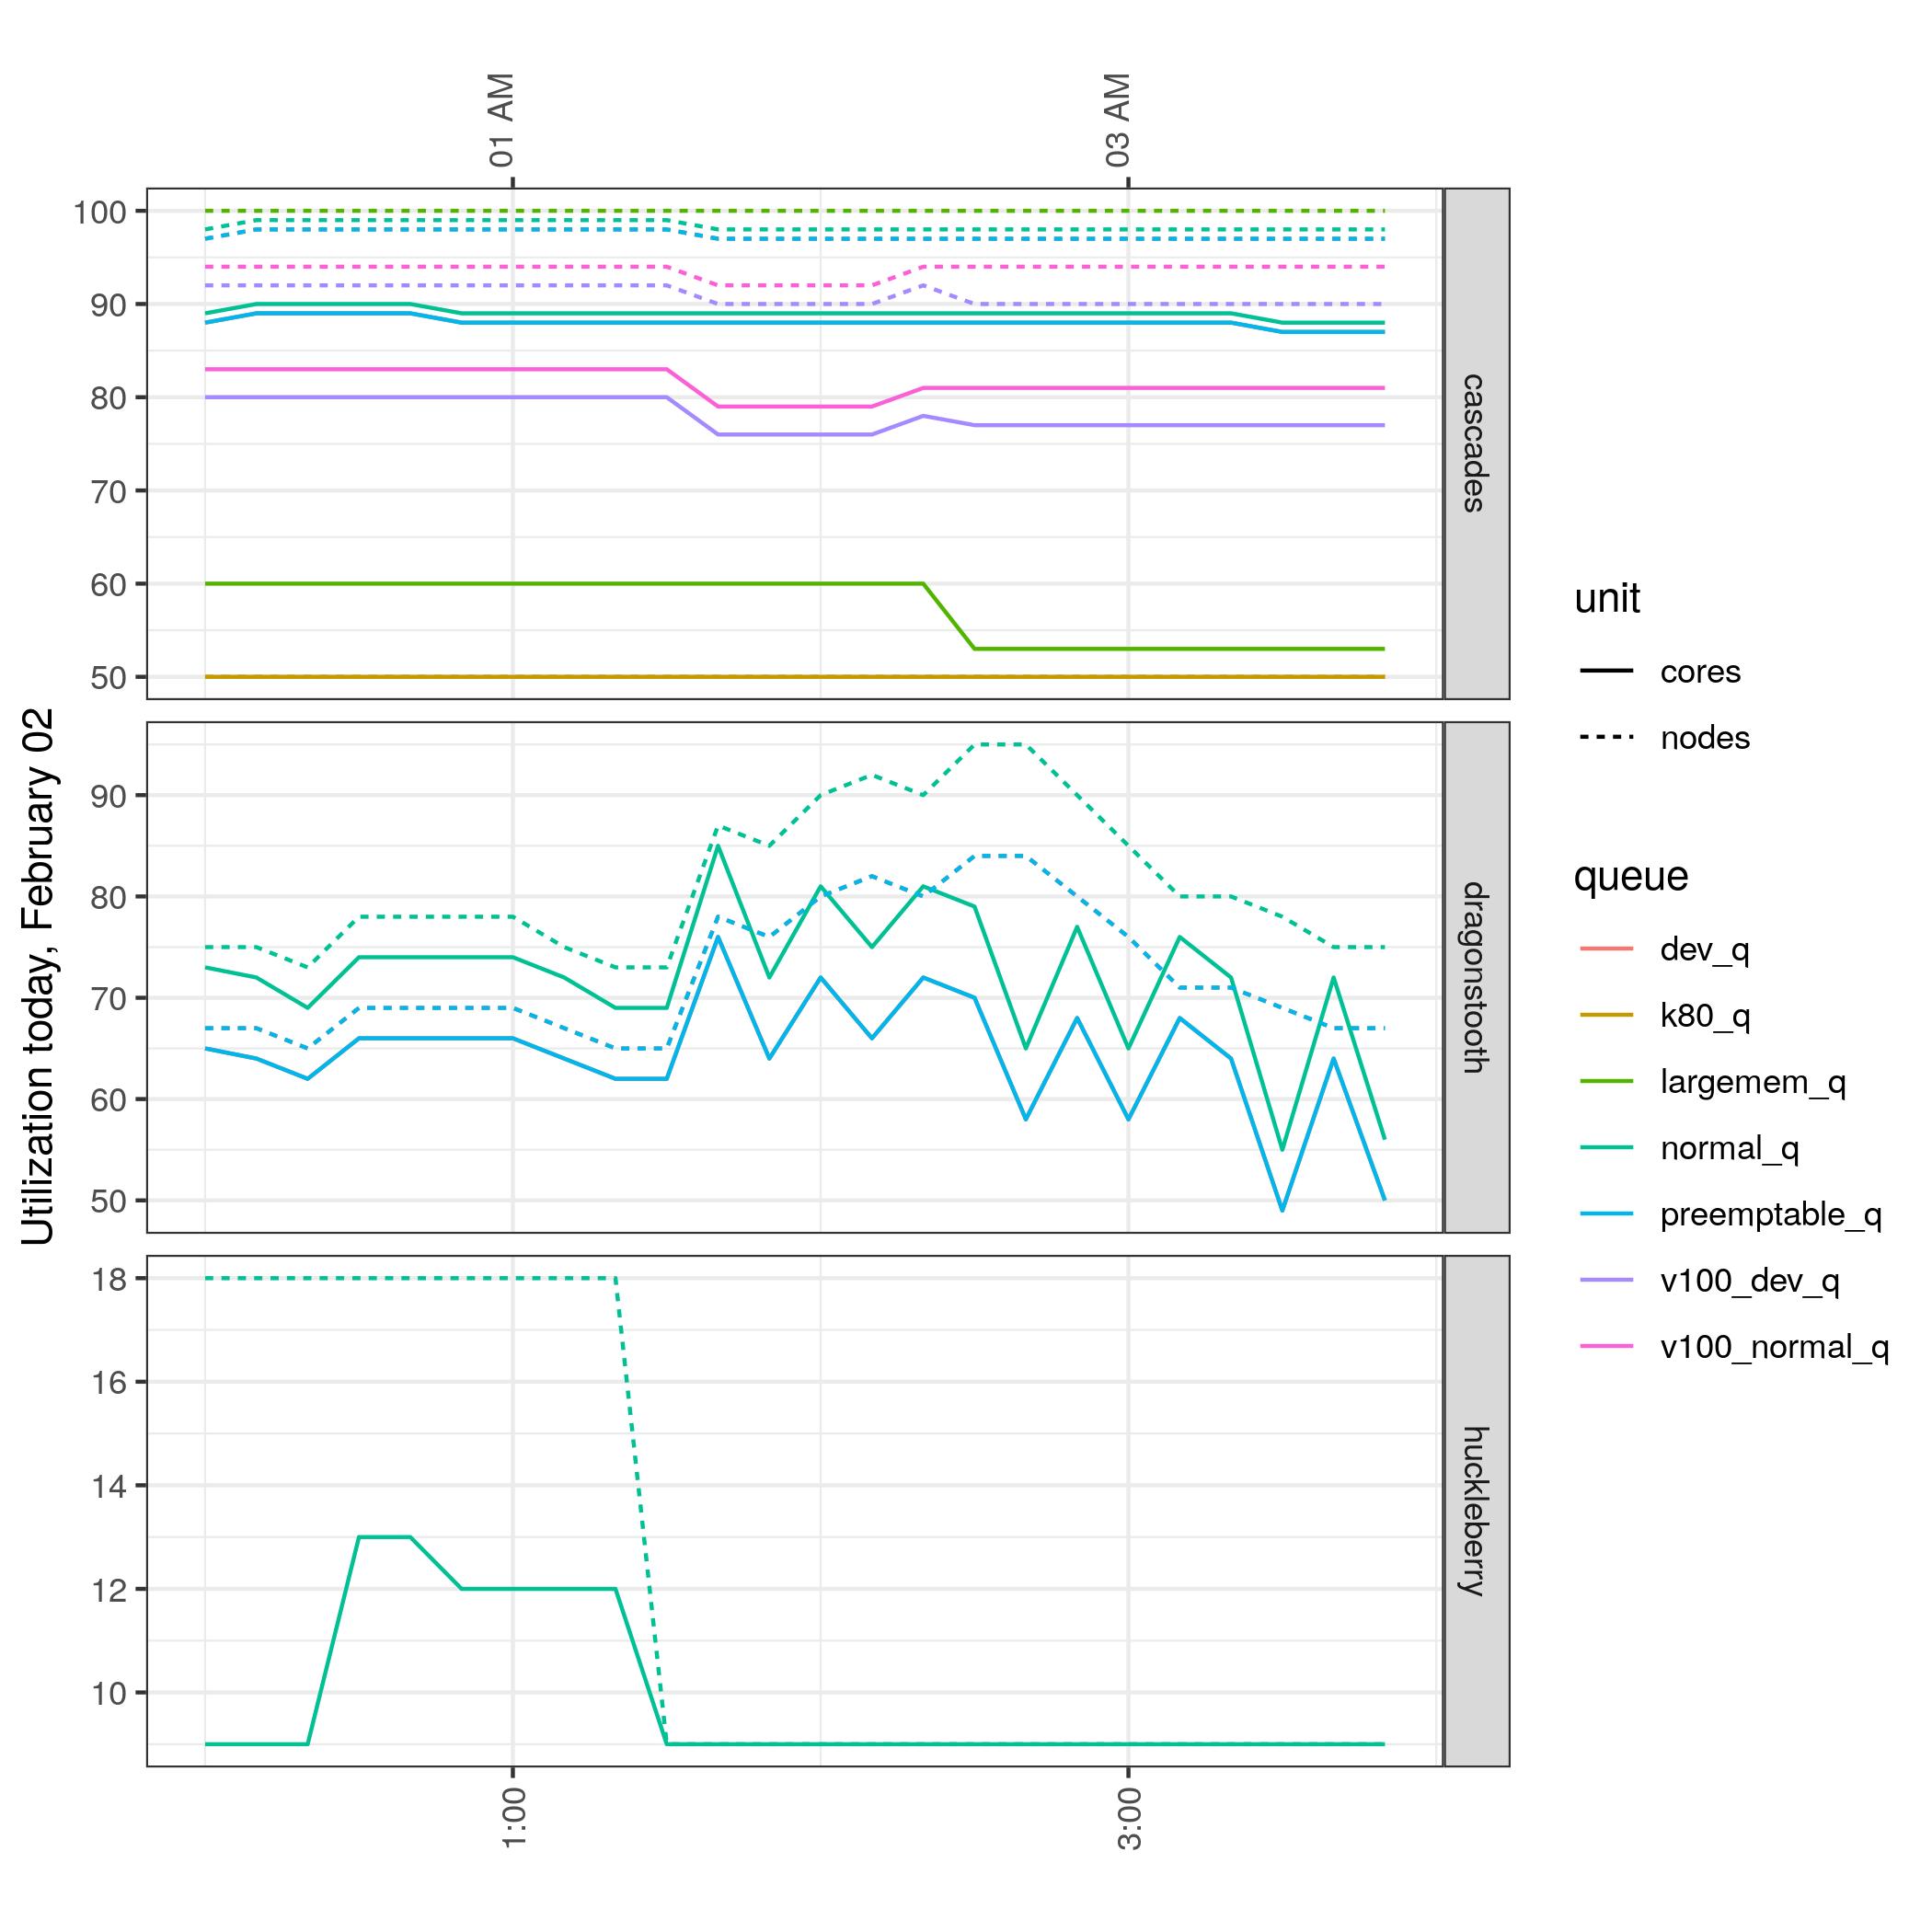 01 AM
03 AM
Utilization today, February 02
100
90
80
70
60
50
cascades
90
80
70
60
50
dragonstooth
18
16
14
12
10
huckleberry
1:00
3:00
unit
cores
nodes
queue
dev_q
k80_q
largemem_q
normal_q
preemptable_q
v100_dev_q
v100_normal_q